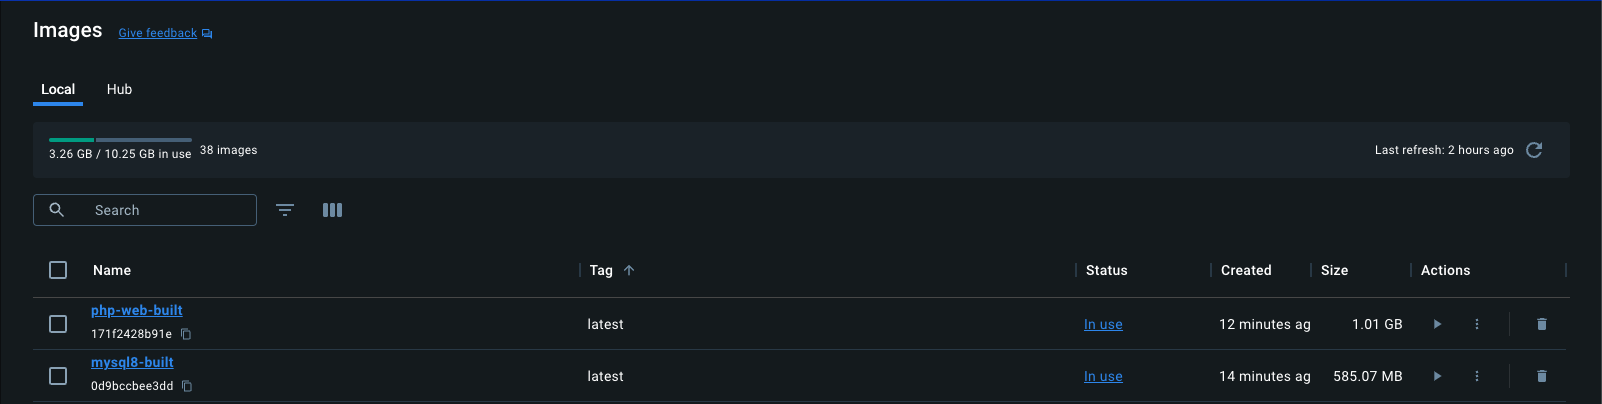 Images Give feedback
Local Hub
3.26 GB / 10.25 GB in use 38 images Last refresh: 2 hours ago
Search
Name Tag Status Created Size Actions
php-web-built
171f2428b91e latest In use 12 minutes ag 1.01 GB
mysql8-built
0d9bccbee3dd latest In use 14 minutes ag 585.07 MB